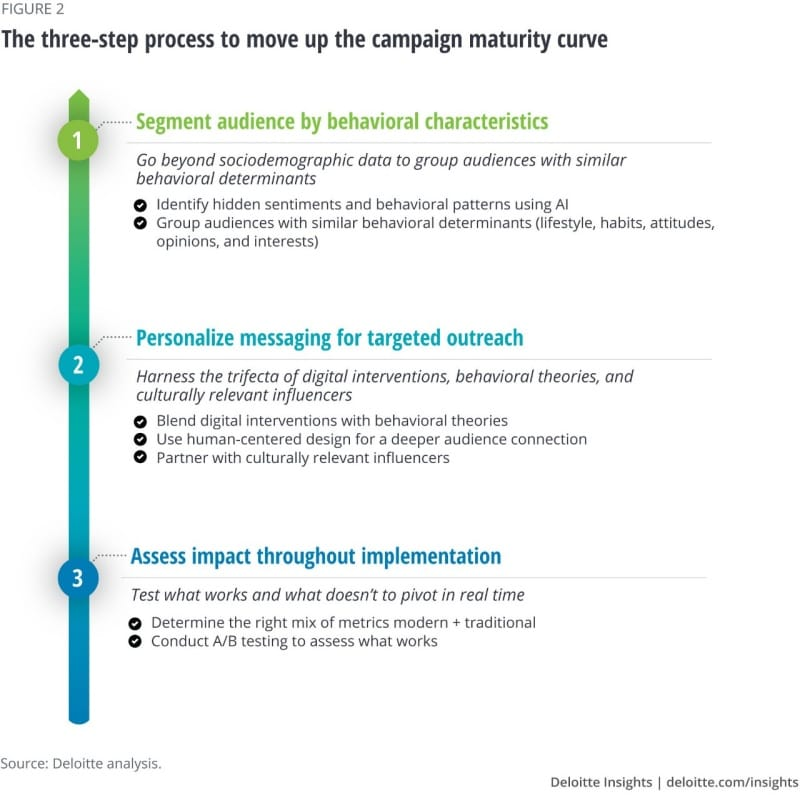 FIGURE 2
The three-step process to move up the campaign maturity curve
1
Segment audience by behavioral characteristics
Go beyond sociodemographic data to group audiences with similar
behavioral determinants
Identify hidden sentiments and behavioral patterns using AI
Group audiences with similar behavioral determinants (lifestyle, habits, attitudes,
opinions, and interests)
2
Personalize messaging for targeted outreach
Harness the trifecta of digital interventions, behavioral theories, and
culturally relevant influencers
Blend digital interventions with behavioral theories
Use human-centered design for a deeper audience connection
Partner with culturally relevant influencers
3
Assess impact throughout implementation
Test what works and what doesn't to pivot in real time
Determine the right mix of metrics modern + traditional
Conduct A/B testing to assess what works
Source: Deloitte analysis.
Deloitte Insights | deloitte.com/insights